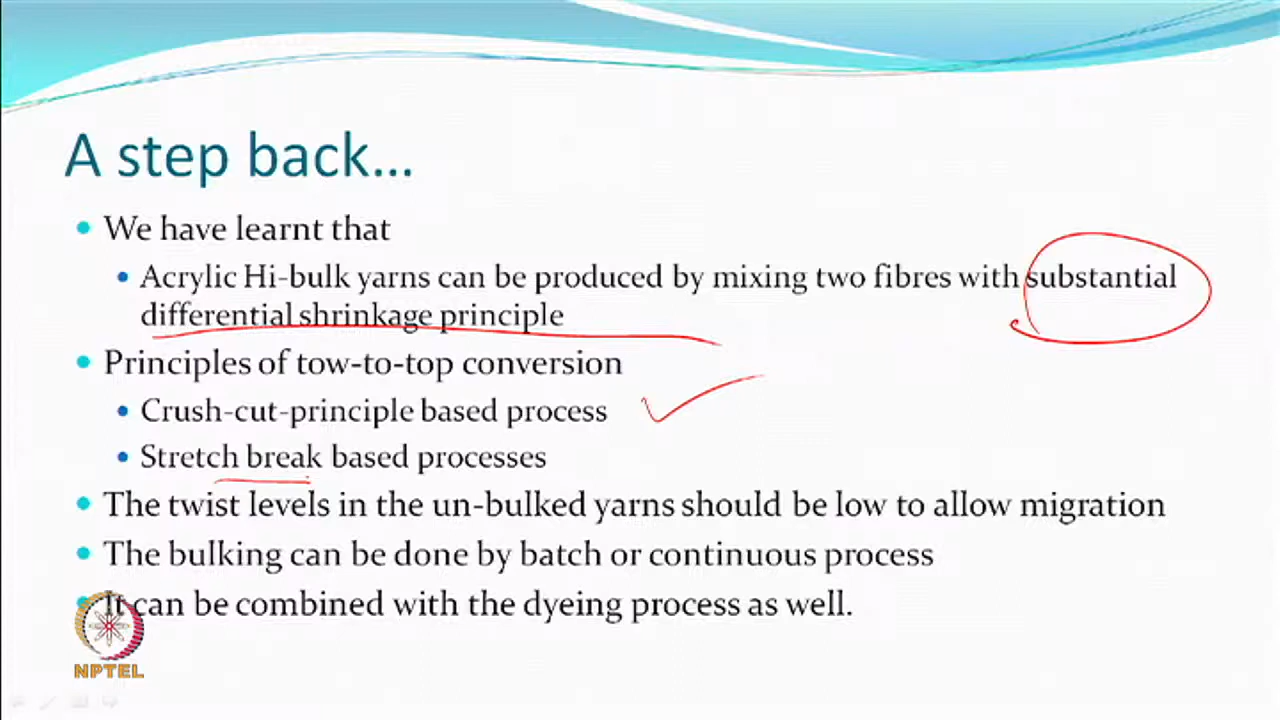 A step back...
We have learnt that
Acrylic Hi-bulk yarns can be produced by mixing two fibres with substantial
differential shrinkage principle
Principles of tow-to-top conversion
Crush-cut-principle based process
Stretch break based processes
The twist levels in the un-bulked yarns should be low to allow migration
The bulking can be done by batch or continuous process
It can be combined with the dyeing process as well.
NPTEL